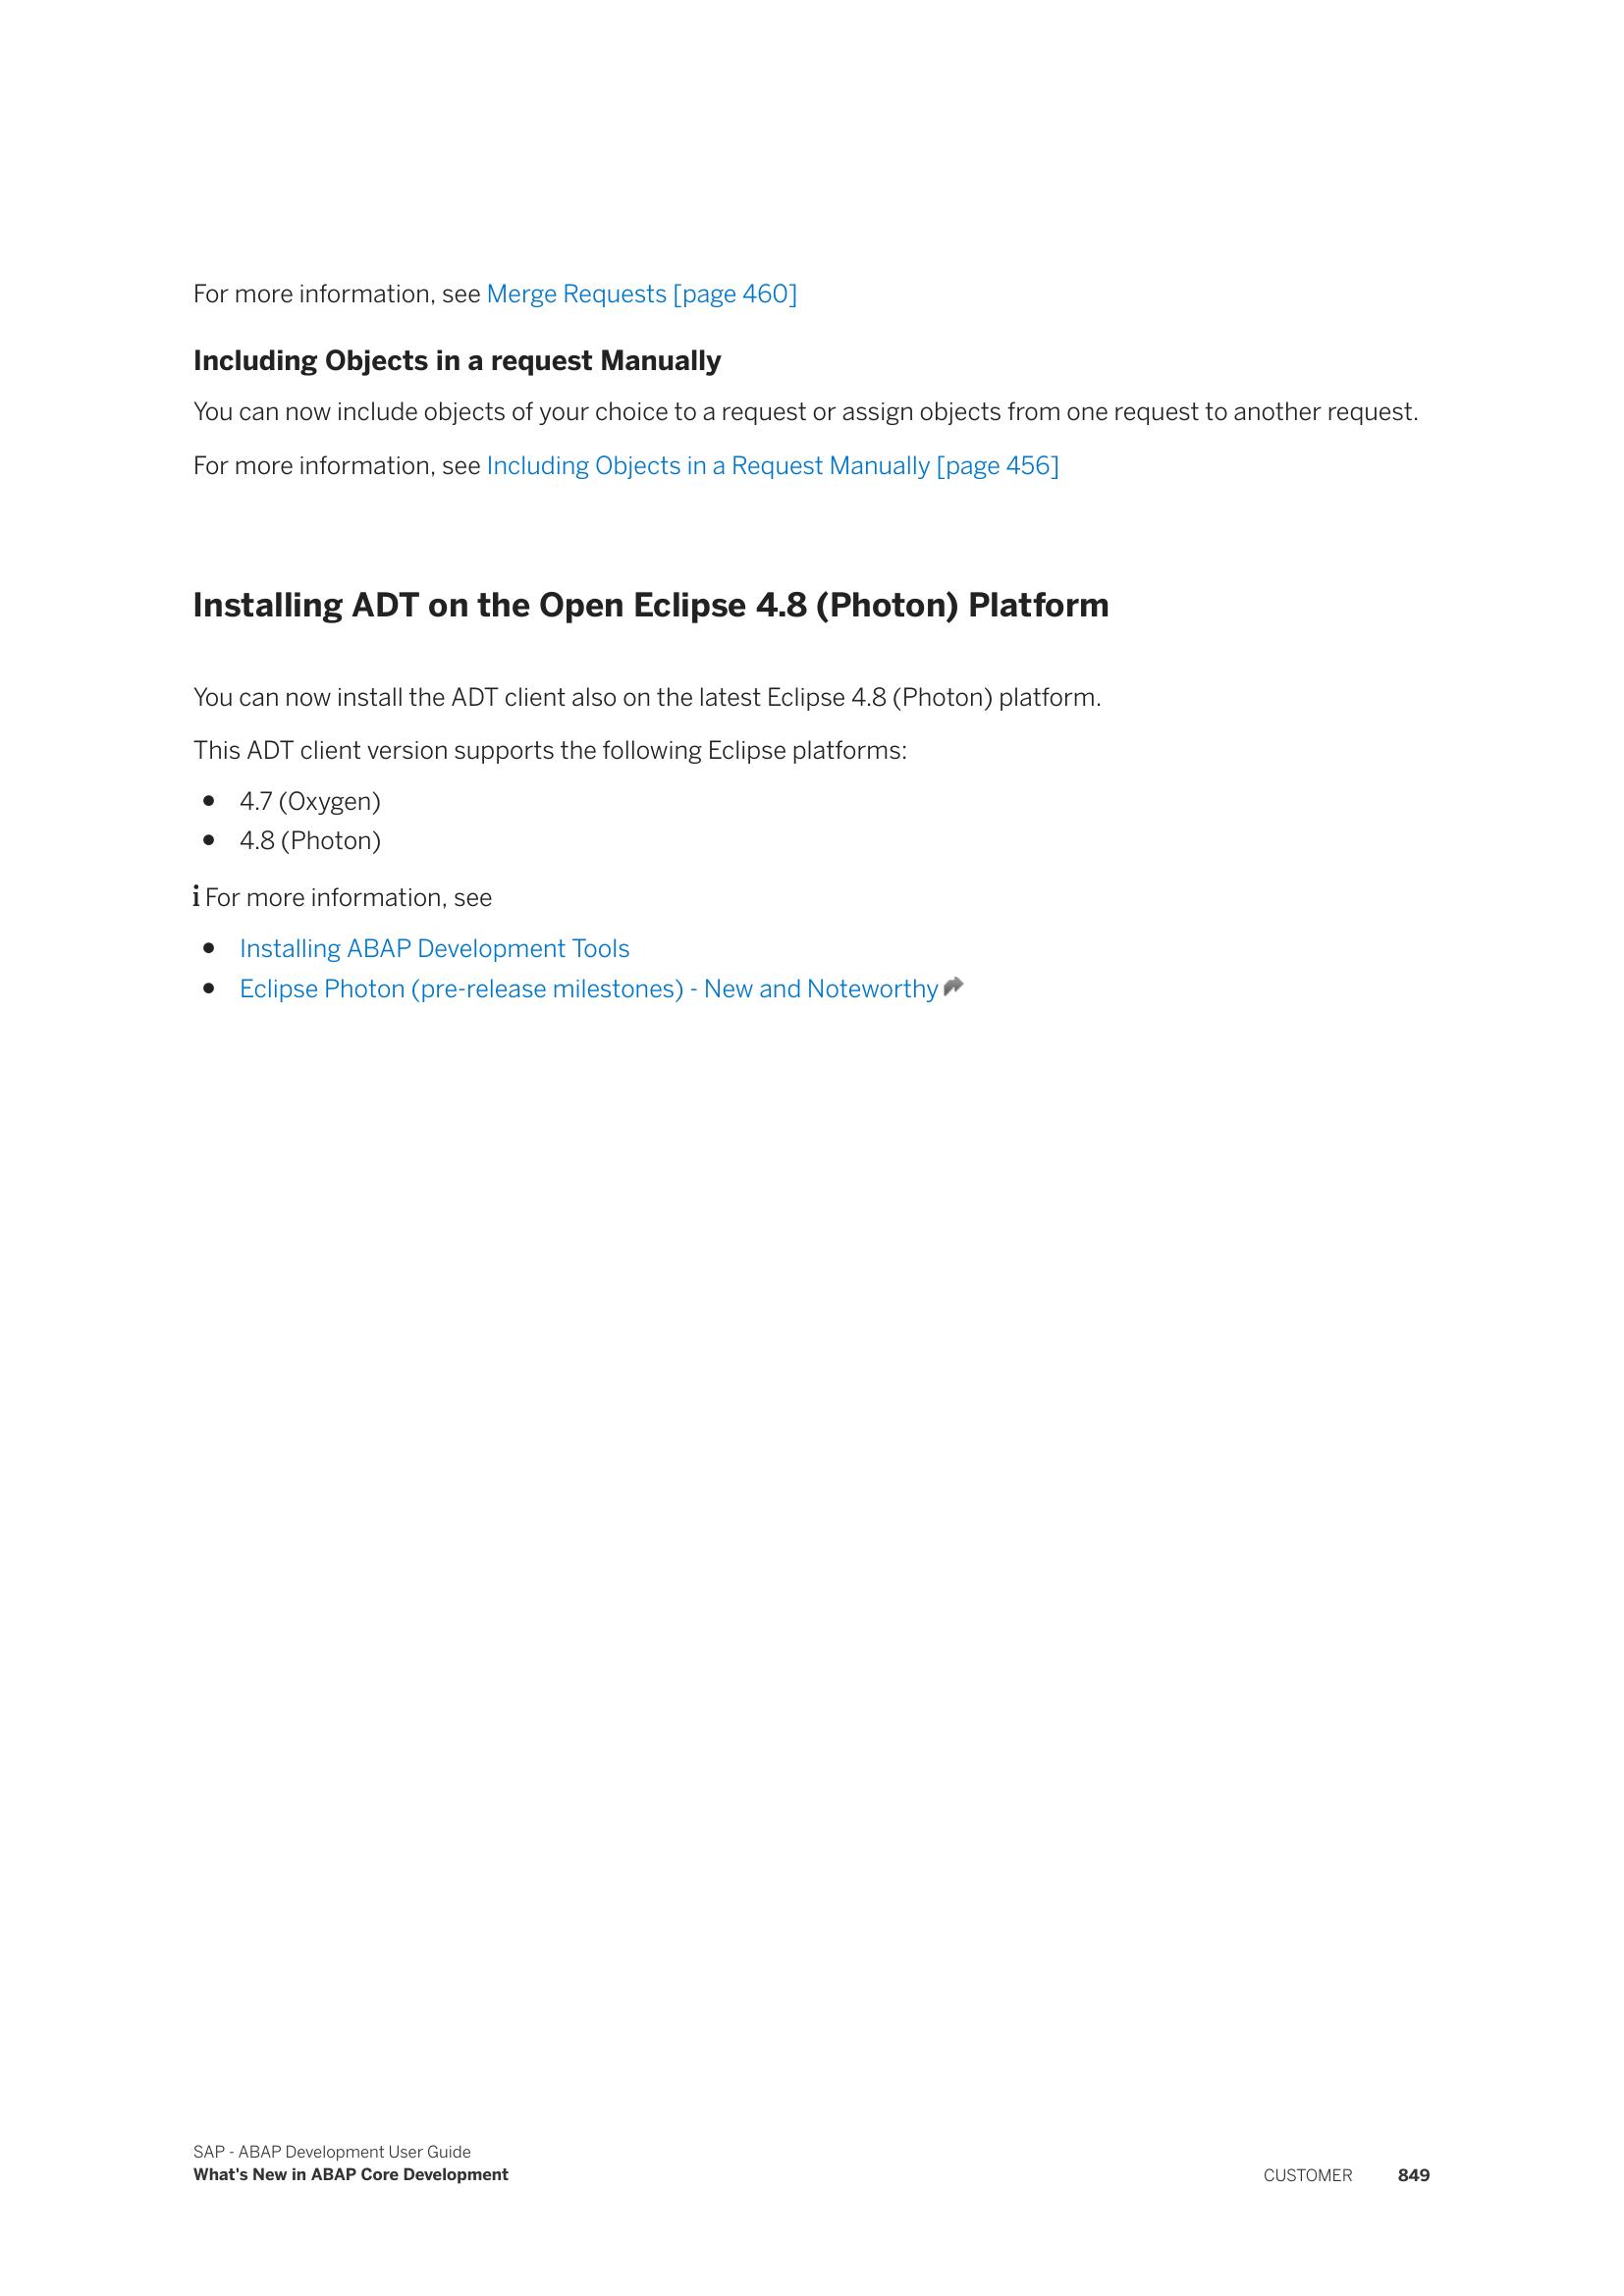 For more information, see Merge Requests [page 460]
Including Objects in a request Manually
You can now include objects of your choice to a request or assign objects from one request to another request.
For more information, see Including Objects in a Request Manually [page 456]
Installing ADT on the Open Eclipse 4.8 (Photon) Platform
You can now install the ADT client also on the latest Eclipse 4.8 (Photon) platform.
This ADT client version supports the following Eclipse platforms:
● 4.7 (Oxygen)
● 4.8 (Photon)
i For more information, see
● Installing ABAP Development Tools
● Eclipse Photon (pre-release milestones) - New and Noteworthy
SAP - ABAP Development User Guide
What's New in ABAP Core Development
CUSTOMER 849